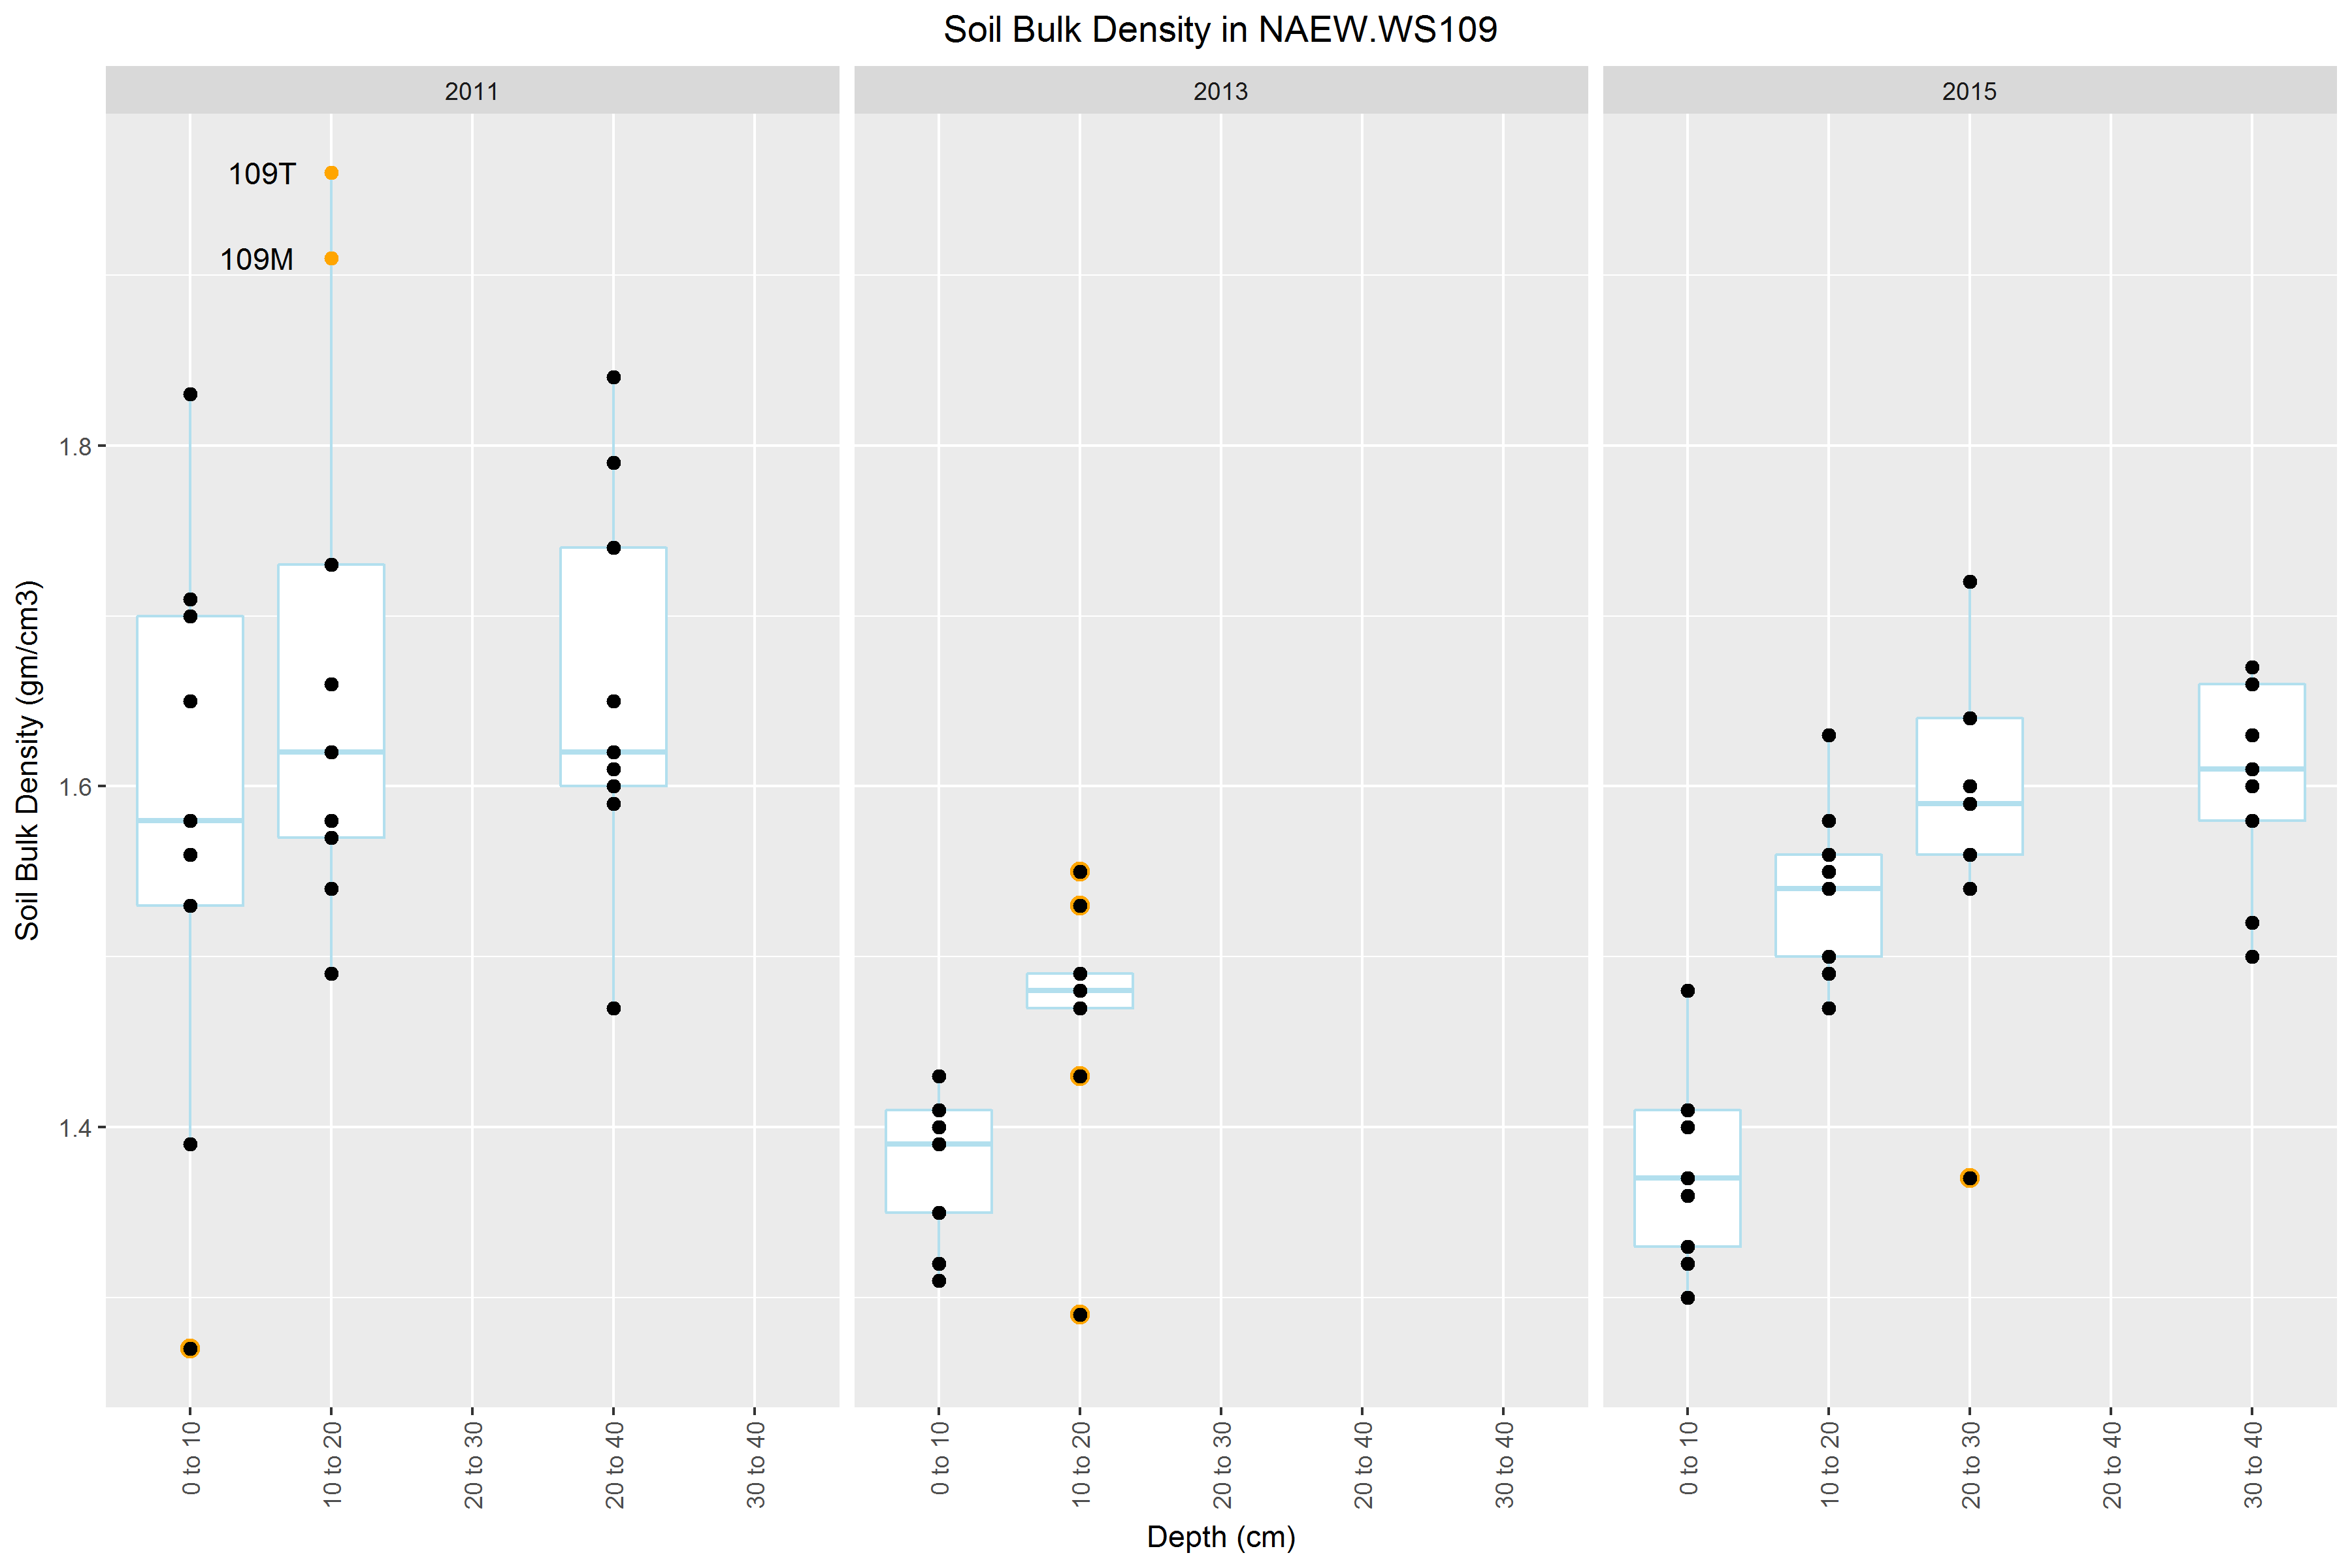 Soil Bulk Density in NAEW.WS109
2011
2013
2015
109T
109M
1.8
1.6
1.4
Soil Bulk Density (gm/cm3)
0 to 10
10 to 20
20 to 30
20 to 40
30 to 40
0 to 10
10 to 20
20 to 30
20 to 40
30 to 40
0 to 10
10 to 20
20 to 30
20 to 40
30 to 40
Depth (cm)